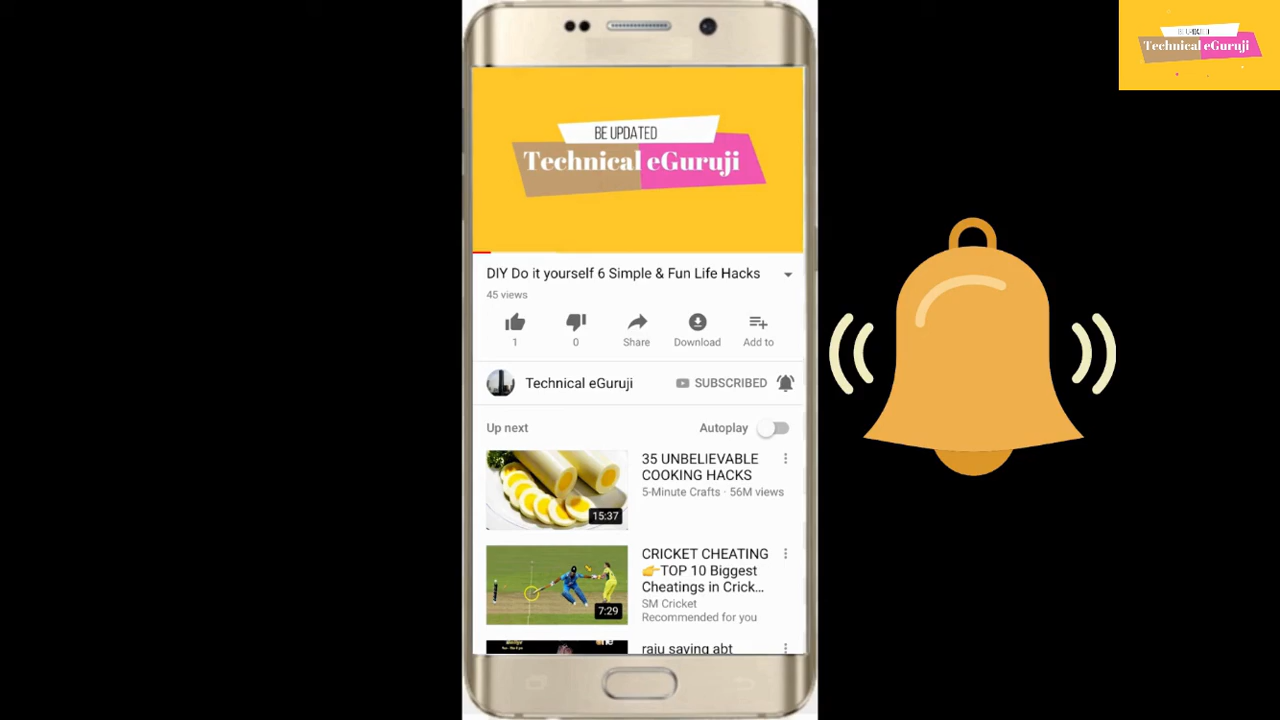 BE UPDATED
Technical eGuruji
BE UPDATED
Technical eGuruji
DIY Do it yourself 6 Simple & Fun Life Hacks
45 views
1
0
Share
Download
Add to
Technical eGuruji
SUBSCRIBED
Up next
Autoplay
35 UNBELIEVABLE
COOKING HACKS
5-Minute Crafts · 56M views
15:37
CRICKET CHEATING
👉TOP 10 Biggest
Cheatings in Crick...
SM Cricket
Recommended for you
7:29
raju saying abt